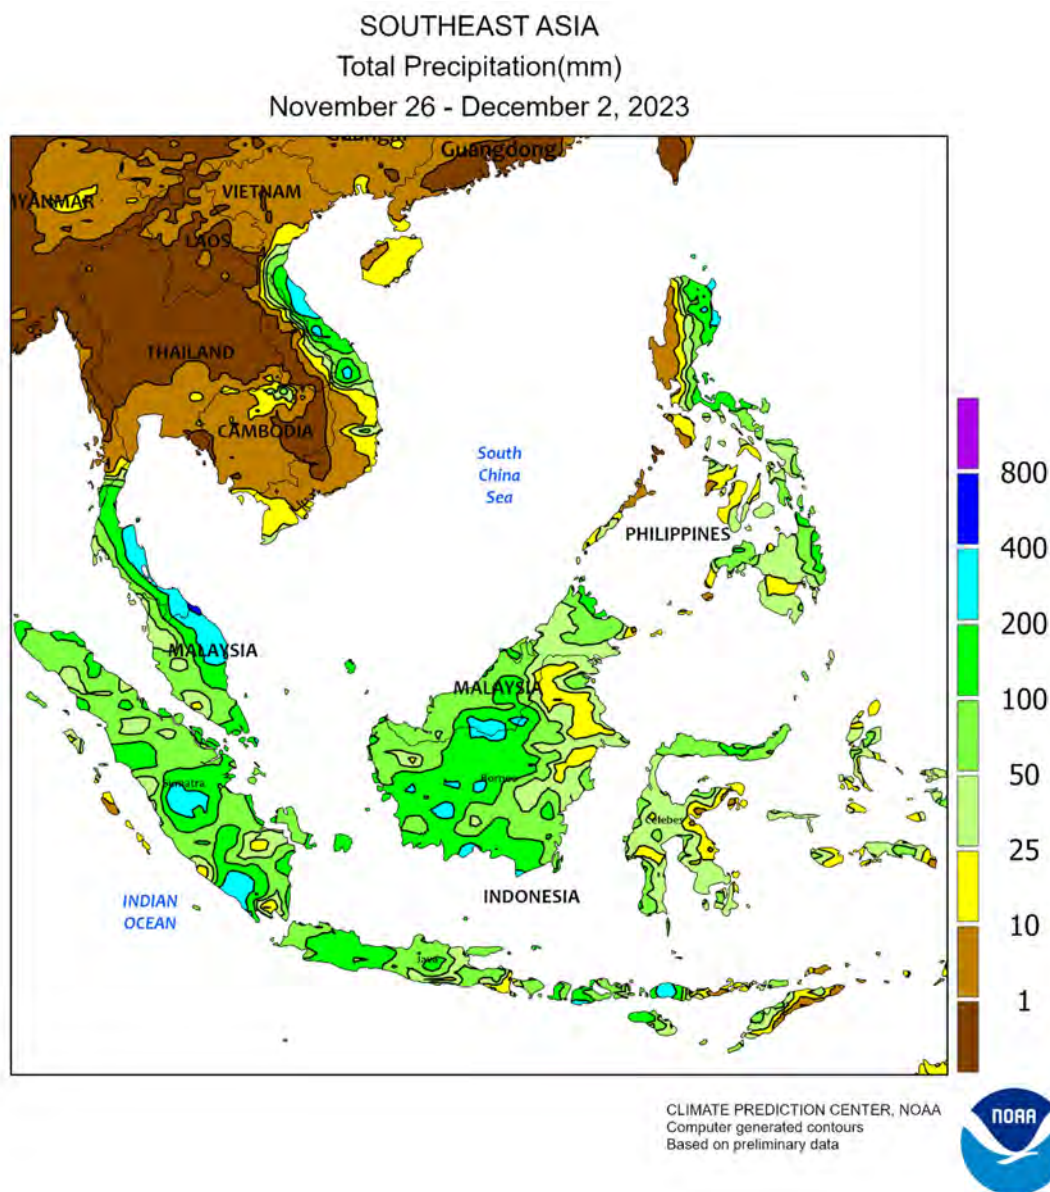 SOUTHEAST ASIA
Total Precipitation(mm)
November 26 - December 2, 2023
Guangdong
MYANMAR
VIETNAM
LAOS
THAILAND
CAMBODIA
South
China
Sea
PHILIPPINES
MALAYSIA
MALAYSIA
Sumatra
Borneo
Celebes
INDIAN
OCEAN
INDONESIA
Java
800
400
200
100
50
25
10
1
CLIMATE PREDICTION CENTER, NOAA
Computer generated contours
Based on preliminary data
NOAA